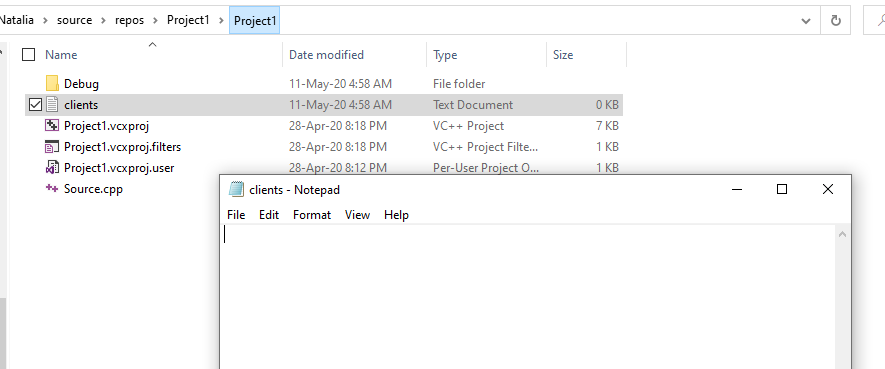 Natalia > source > repos > Project1 > Project1
Name Date modified Type Size
Debug 11-May-20 4:58 AM File folder
clients 11-May-20 4:58 AM Text Document 0 KB
Project1.vcxproj 28-Apr-20 8:18 PM VC++ Project 7 KB
Project1.vcxproj.filters 28-Apr-20 8:18 PM VC++ Project Filte... 1 KB
Project1.vcxproj.user 28-Apr-20 8:12 PM Per-User Project O... 1 KB
Source.cpp
clients - Notepad
File Edit Format View Help